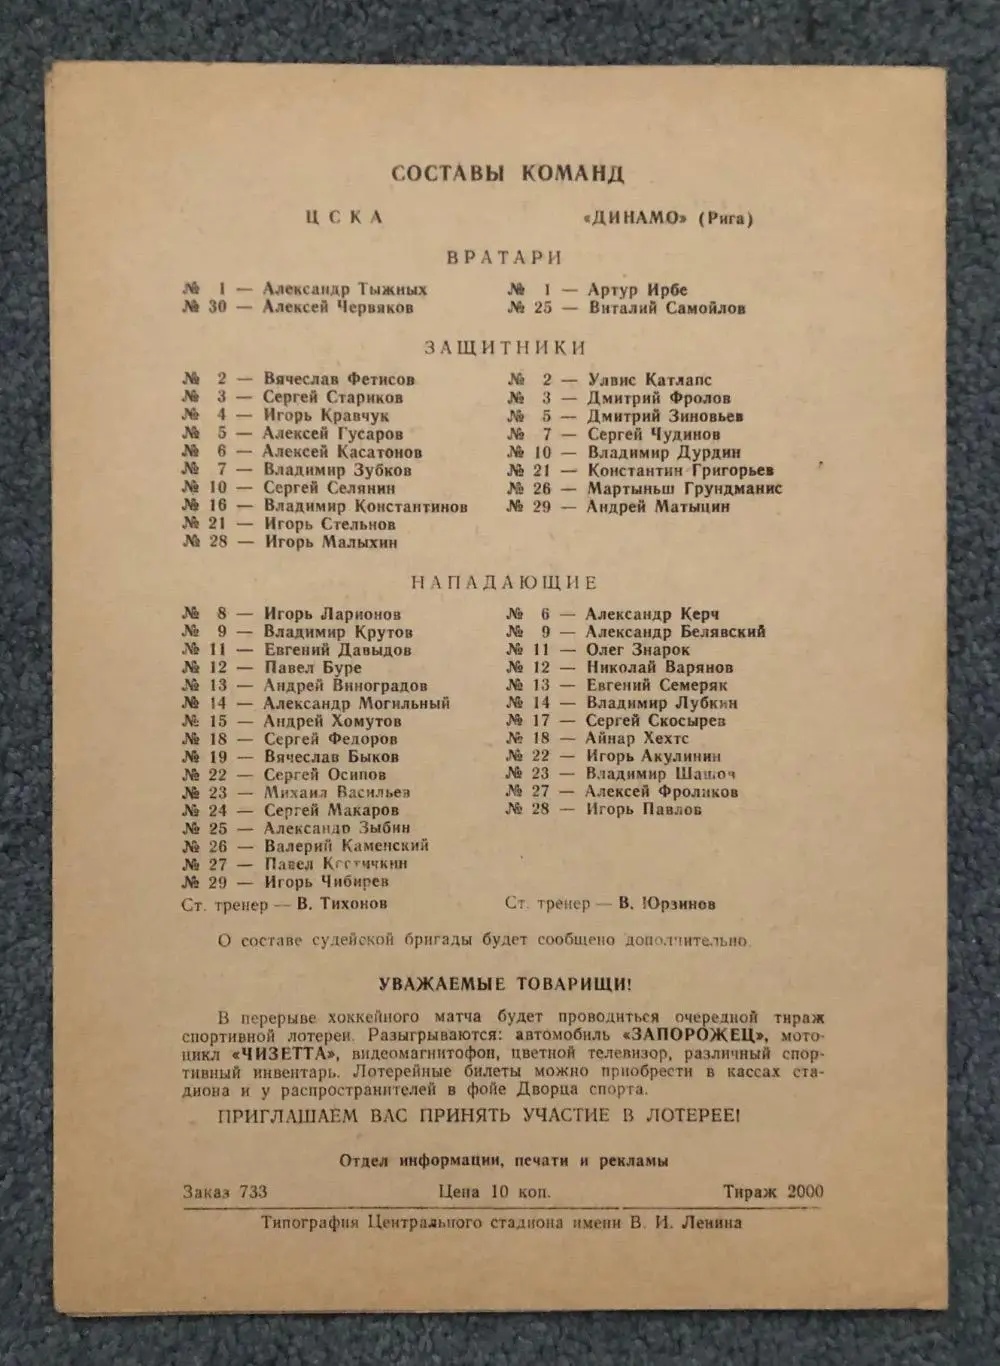 СОСТАВЫ КОМАНД
ЦСКА «ДИНАМО» (Рига)
ВРАТАРИ
№ 1 — Александр Тыжных № 1 — Артур Ирбе
№ 30 — Алексей Червяков № 25 — Виталий Самойлов
ЗАЩИТНИКИ
№ 2 — Вячеслав Фетисов № 2 — Улвис Катлапс
№ 3 — Сергей Стариков № 3 — Дмитрий Фролов
№ 4 — Игорь Кравчук № 5 — Дмитрий Зиновьев
№ 5 — Алексей Гусаров № 7 — Сергей Чудинов
№ 6 — Алексей Касатонов № 10 — Владимир Дурдин
№ 7 — Владимир Зубков № 21 — Константин Григорьев
№ 10 — Сергей Селянин № 26 — Мартыньш Грундманис
№ 16 — Владимир Константинов № 29 — Андрей Матыцин
№ 21 — Игорь Стельнов
№ 28 — Игорь Малыхин
НАПАДАЮЩИЕ
№ 8 — Игорь Ларионов № 6 — Александр Керч
№ 9 — Владимир Крутов № 9 — Александр Белявский
№ 11 — Евгений Давыдов № 11 — Олег Знарок
№ 12 — Павел Буре № 12 — Николай Варянов
№ 13 — Андрей Виноградов № 13 — Евгений Семеряк
№ 14 — Александр Могильный № 14 — Владимир Лубкин
№ 15 — Андрей Хомутов № 17 — Сергей Скосырев
№ 18 — Сергей Федоров № 18 — Айнар Хехтс
№ 19 — Вячеслав Быков № 22 — Игорь Акулинин
№ 22 — Сергей Осипов № 23 — Владимир
№ 23 — Михаил Васильев № 27 — Алексей Фроликов
№ 24 — Сергей Макаров № 28 — Игорь Павлов
№ 25 — Александр Зыбин
№ 26 — Валерий Каменский
№ 27 — Павел Костичкин
№ 29 — Игорь Чибирев
Ст. тренер — В. Тихонов Ст. тренер — В. Юрзинов
О составе судейской бригады будет сообщено дополнительно.
УВАЖАЕМЫЕ ТОВАРИЩИ!
В перерыве хоккейного матча будет проводиться очередной тираж
спортивной лотереи. Разыгрываются: автомобиль «ЗАПОРОЖЕЦ», мото-
цикл «ЧИЗЕТТА», видеомагнитофон, цветной телевизор, различный спор-
тивный инвентарь. Лотерейные билеты можно приобрести в кассах ста-
диона и у распространителей в фойе Дворца спорта.
ПРИГЛАШАЕМ ВАС ПРИНЯТЬ УЧАСТИЕ В ЛОТЕРЕЕ!
Отдел информации, печати и рекламы
Заказ 733 Цена 10 коп. Тираж 2000
Типография Центрального стадиона имени В. И. Ленина